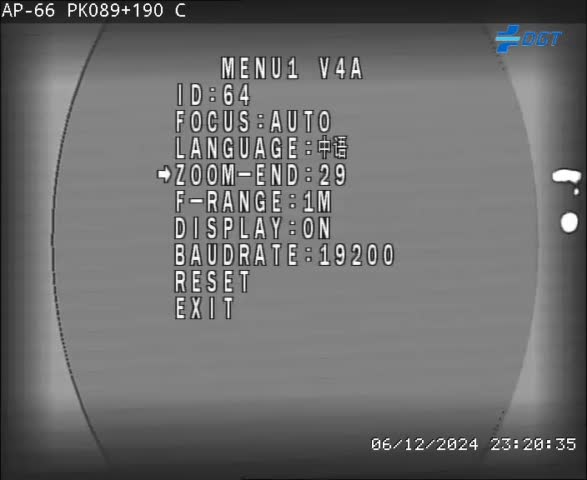 AP-66 PK089+190 C
DGT
MENU1 V4A
ID:64
FOCUS:AUTO
LANGUAGE:中语
ZOOM-END:29
F-RANGE:1M
DISPLAY:ON
BAUDRATE:19200
RESET
EXIT
06/12/2024 23:20:35